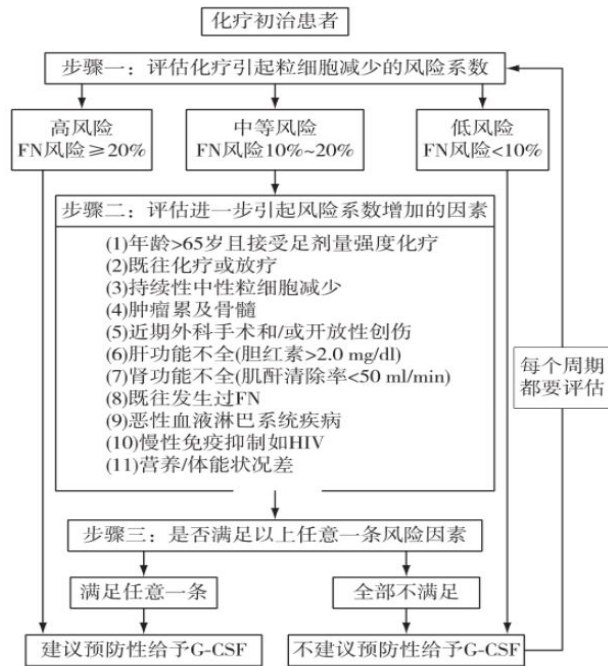 化疗初治患者
步骤一：评估化疗引起粒细胞减少的风险系数
高风险
FN风险≥20%
中等风险
FN风险10%~20%
低风险
FN风险<10%
步骤二：评估进一步引起风险系数增加的因素
(1)年龄>65岁且接受足剂量强度化疗
(2)既往化疗或放疗
(3)持续性中性粒细胞减少
(4)肿瘤累及骨髓
(5)近期外科手术和/或开放性创伤
(6)肝功能不全(胆红素>2.0 mg/dl)
(7)肾功能不全(肌酐清除率<50 ml/min)
(8)既往发生过FN
(9)恶性血液淋巴系统疾病
(10)慢性免疫抑制如HIV
(11)营养/体能状况差
每个周期
都要评估
步骤三：是否满足以上任意一条风险因素
满足任意一条
全部不满足
建议预防性给予G-CSF
不建议预防性给予G-CSF